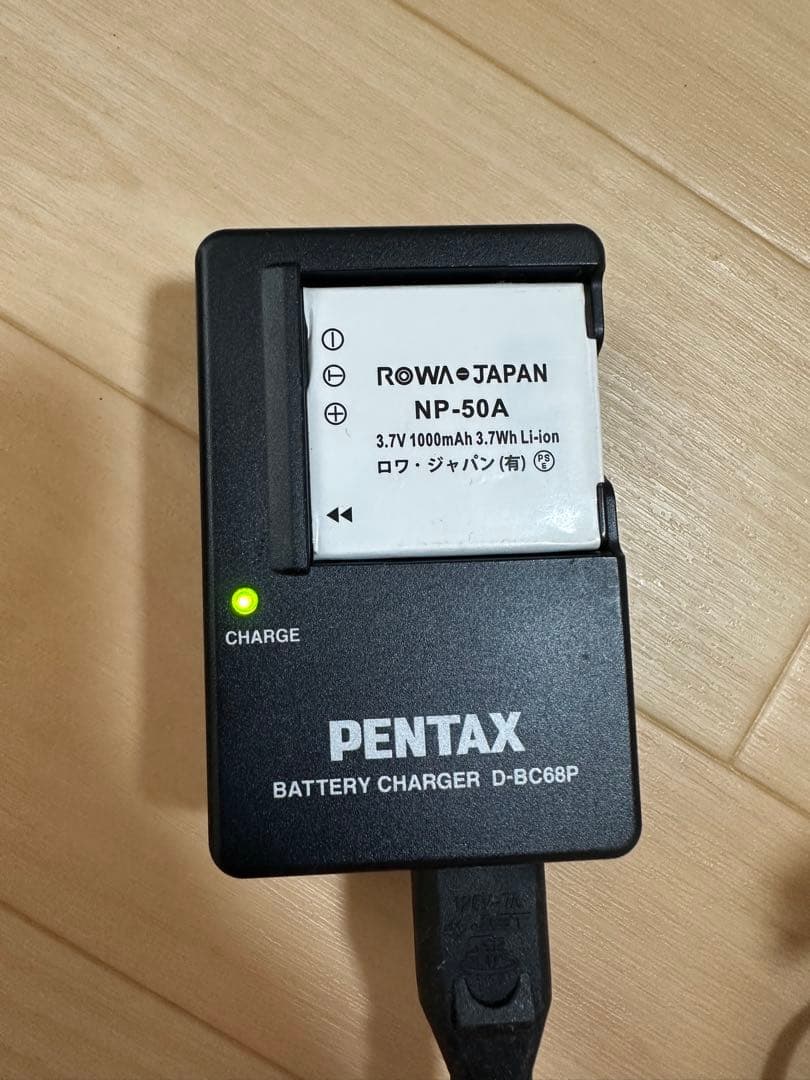 ROWA JAPAN
NP-50A
3.7V 1000mAh 3.7Wh Li-ion
ロワ・ジャパン(有) PSE
CHARGE
PENTAX
BATTERY CHARGER D-BC68P